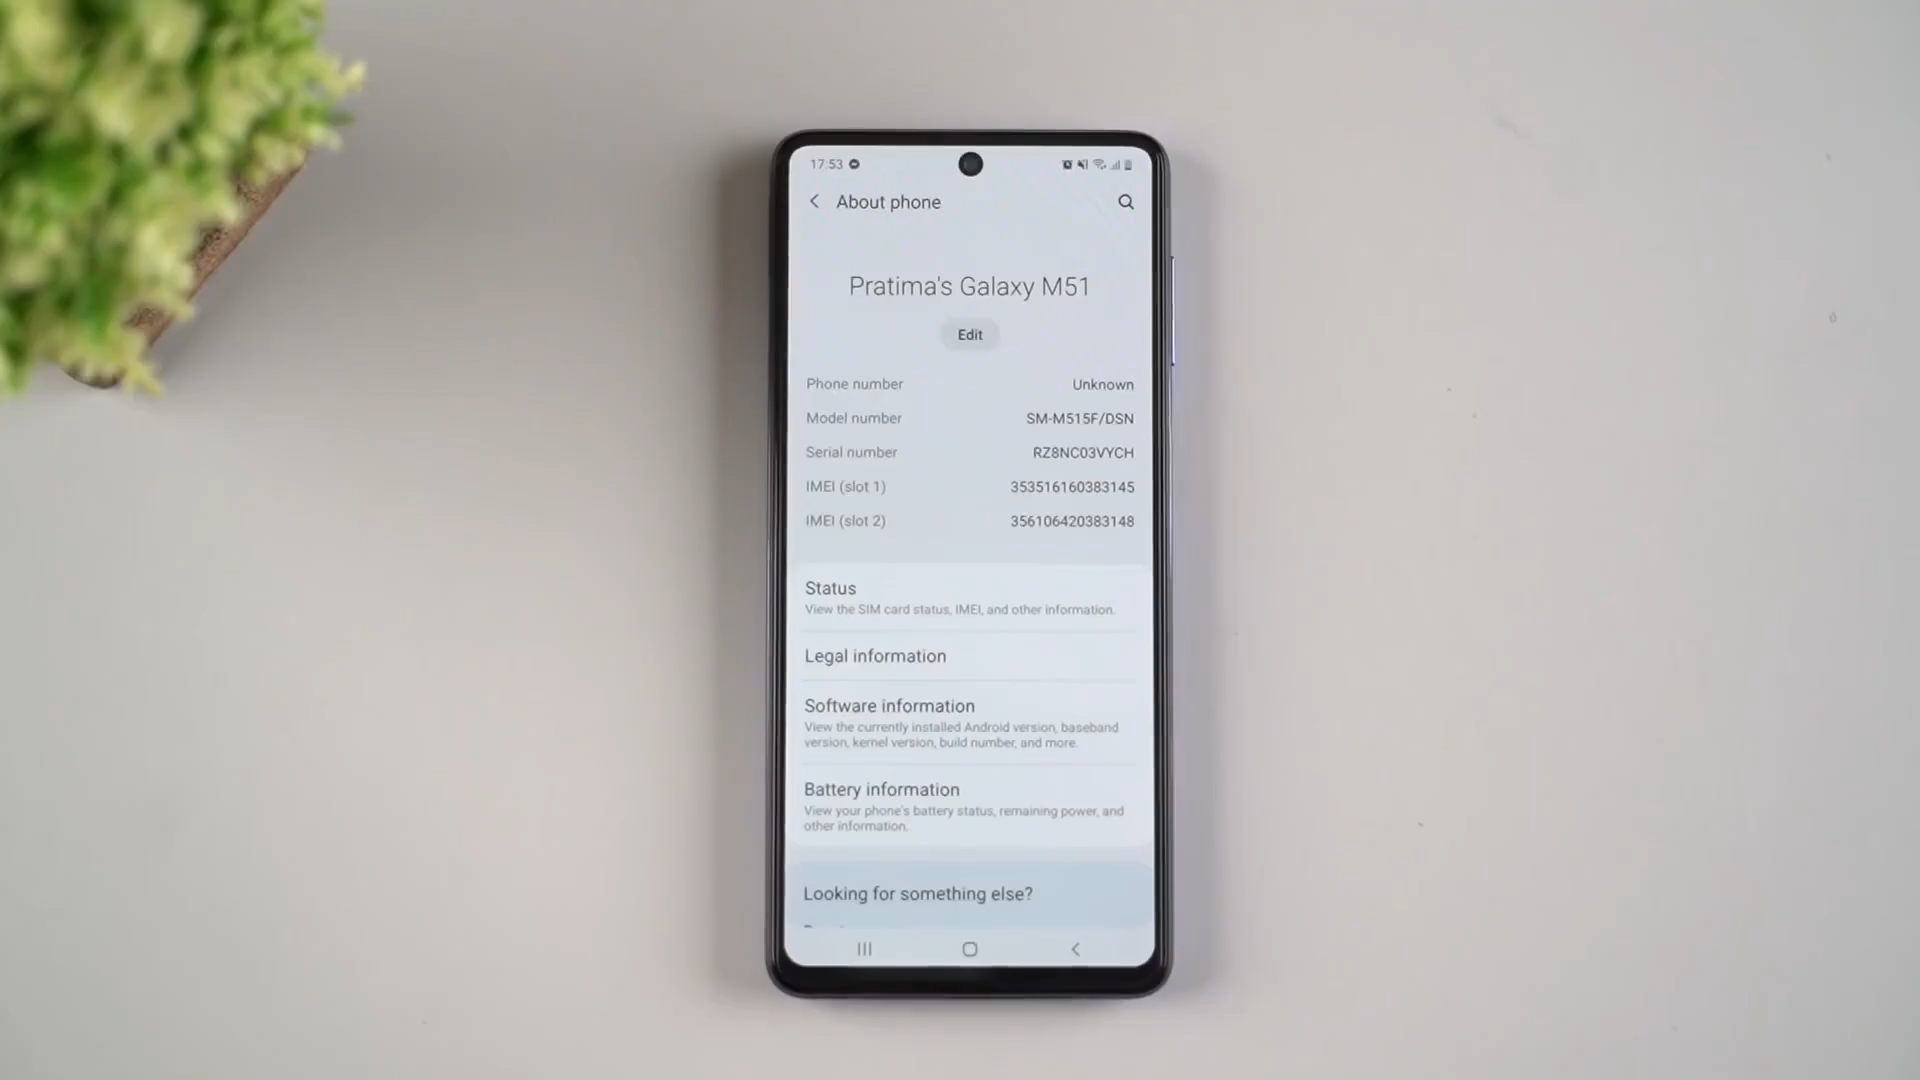 17:53
About phone
Pratima's Galaxy M51
Edit
Phone number Unknown
Model number SM-M515F/DSN
Serial number RZ8NC03VYCH
IMEI (slot 1) 353516160383145
IMEI (slot 2) 356106420383148
Status
View the SIM card status, IMEI, and other information.
Legal information
Software information
View the currently installed Android version, baseband
version, kernel version, build number, and more.
Battery information
View your phone's battery status, remaining power, and
other information.
Looking for something else?